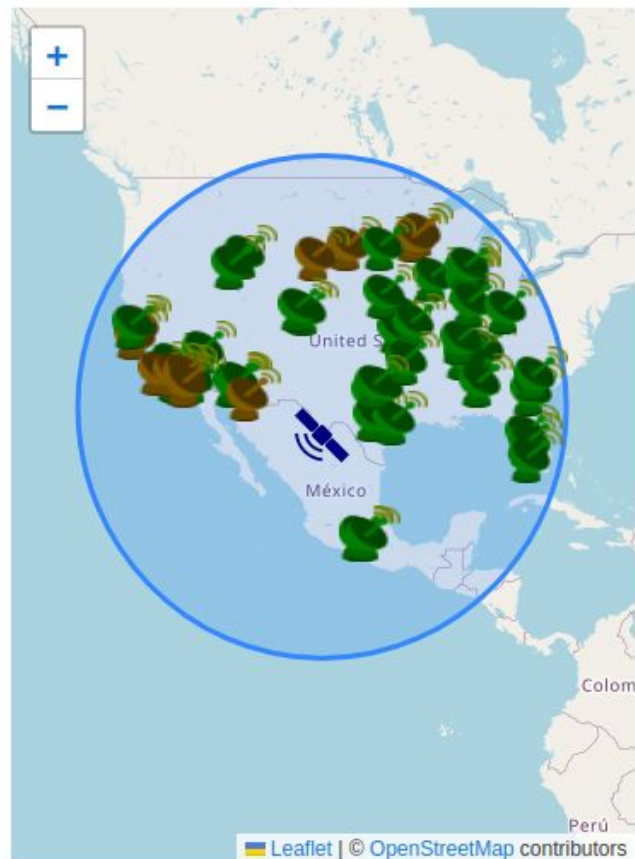 +
−
United S
México
Colom
Perú
Leaflet | © OpenStreetMap contributors